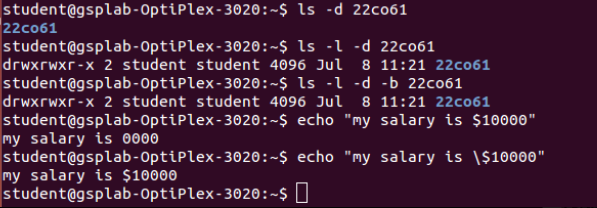 student@gsplab-OptiPlex-3020:~$ ls -d 22co61
22co61
student@gsplab-OptiPlex-3020:~$ ls -l -d 22co61
drwxrwxr-x 2 student student 4096 Jul  8 11:21 22co61
student@gsplab-OptiPlex-3020:~$ ls -l -d -b 22co61
drwxrwxr-x 2 student student 4096 Jul  8 11:21 22co61
student@gsplab-OptiPlex-3020:~$ echo "my salary is $10000"
my salary is 0000
student@gsplab-OptiPlex-3020:~$ echo "my salary is \$10000"
my salary is $10000
student@gsplab-OptiPlex-3020:~$